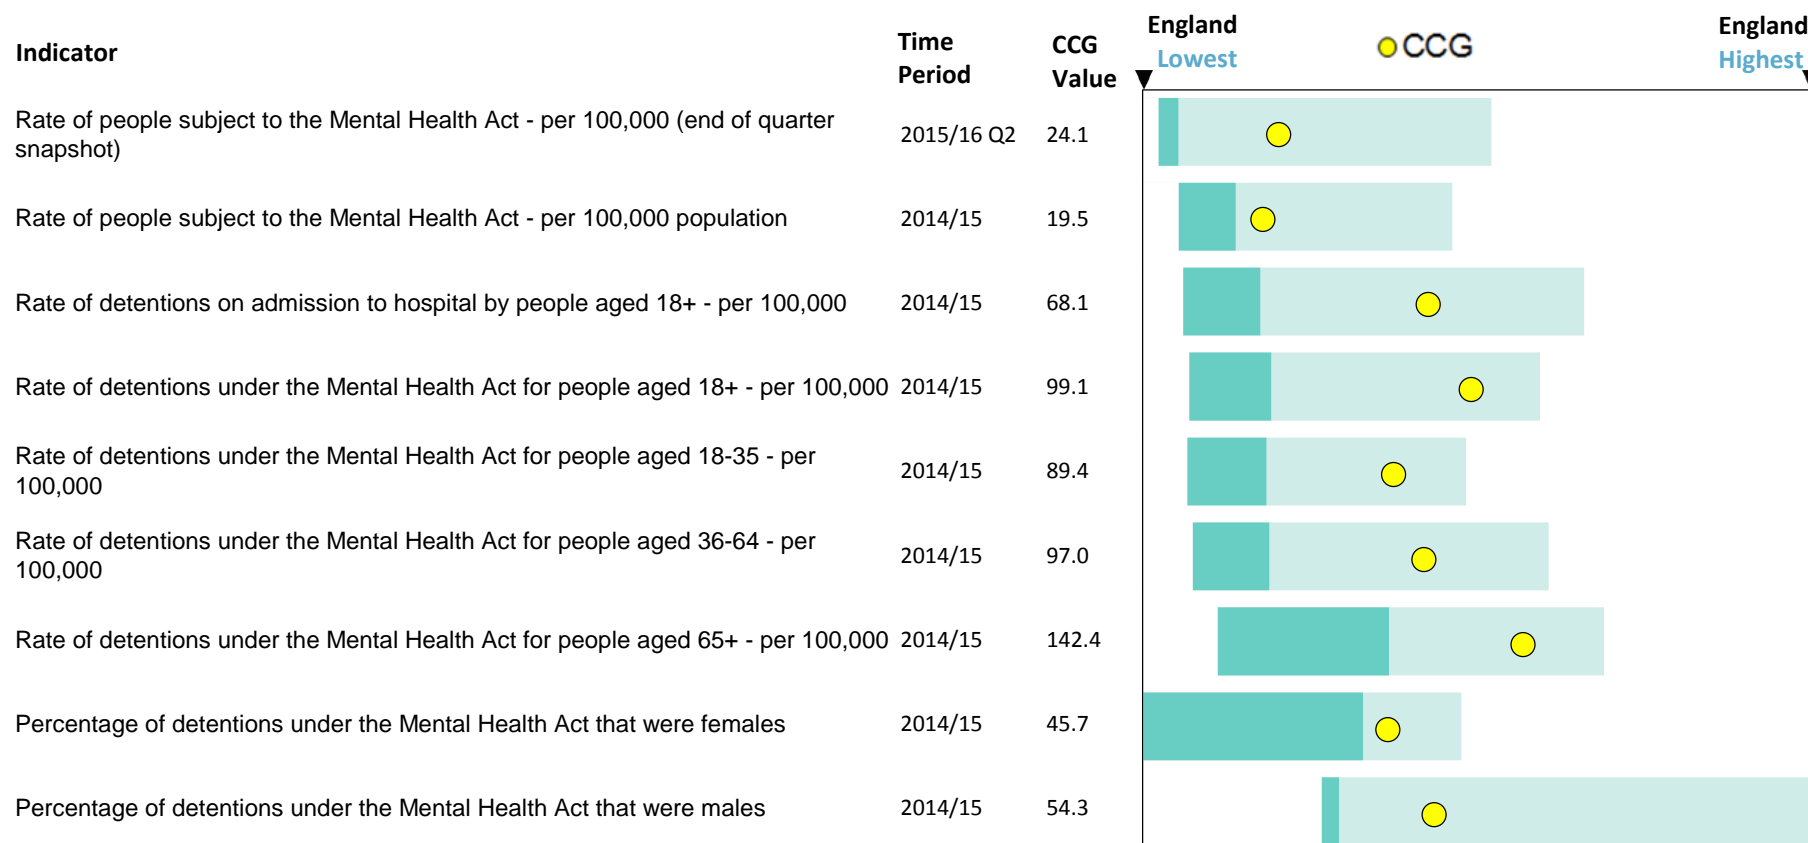 Indicator
Time
Period
CCG
Value
England
Lowest
CCG
England
Highest
Rate of people subject to the Mental Health Act - per 100,000 (end of quarter
snapshot)
2015/16 Q2
24.1
Rate of people subject to the Mental Health Act - per 100,000 population
2014/15
19.5
Rate of detentions on admission to hospital by people aged 18+ - per 100,000
2014/15
68.1
Rate of detentions under the Mental Health Act for people aged 18+ - per 100,000
2014/15
99.1
Rate of detentions under the Mental Health Act for people aged 18-35 - per
100,000
2014/15
89.4
Rate of detentions under the Mental Health Act for people aged 36-64 - per
100,000
2014/15
97.0
Rate of detentions under the Mental Health Act for people aged 65+ - per 100,000
2014/15
142.4
Percentage of detentions under the Mental Health Act that were females
2014/15
45.7
Percentage of detentions under the Mental Health Act that were males
2014/15
54.3